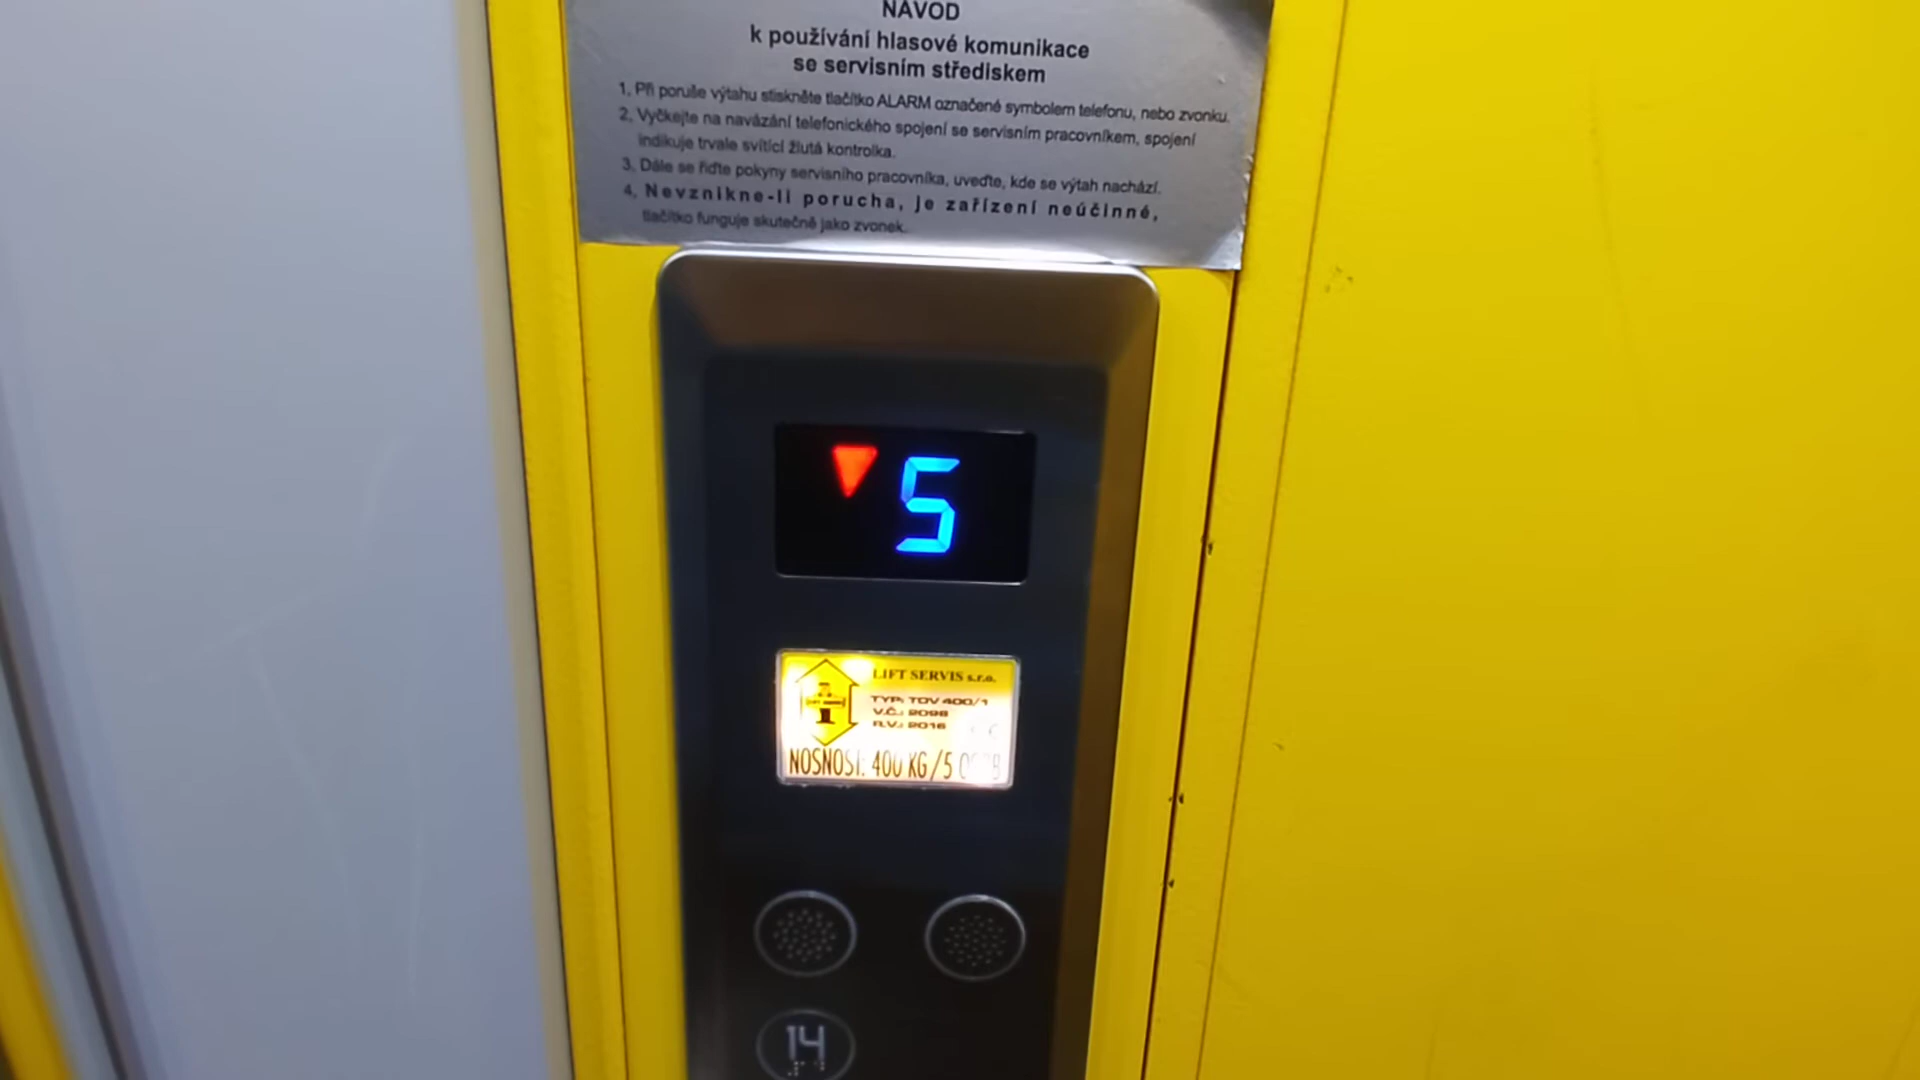 NÁVOD
k používání hlasové komunikace
se servisním střediskem
1. Při poruše výtahu stiskněte tlačítko ALARM označené symbolem telefonu, nebo zvonku.
2. Vyčkejte na navázání telefonického spojení se servisním pracovníkem, spojení
indikuje trvale svítící žlutá kontrolka.
3. Dále se řiďte pokyny servisního pracovníka, uveďte, kde se výtah nachází.
4. Nevznikne-li porucha, je zařízení neúčinné,
tlačítko funguje skutečně jako zvonek.
5
LIFT SERVIS s.r.o.
TYP: TOV 400/1
V.Č.: 2098
R.V.: 2016
NOSNOST: 400 KG/5
14